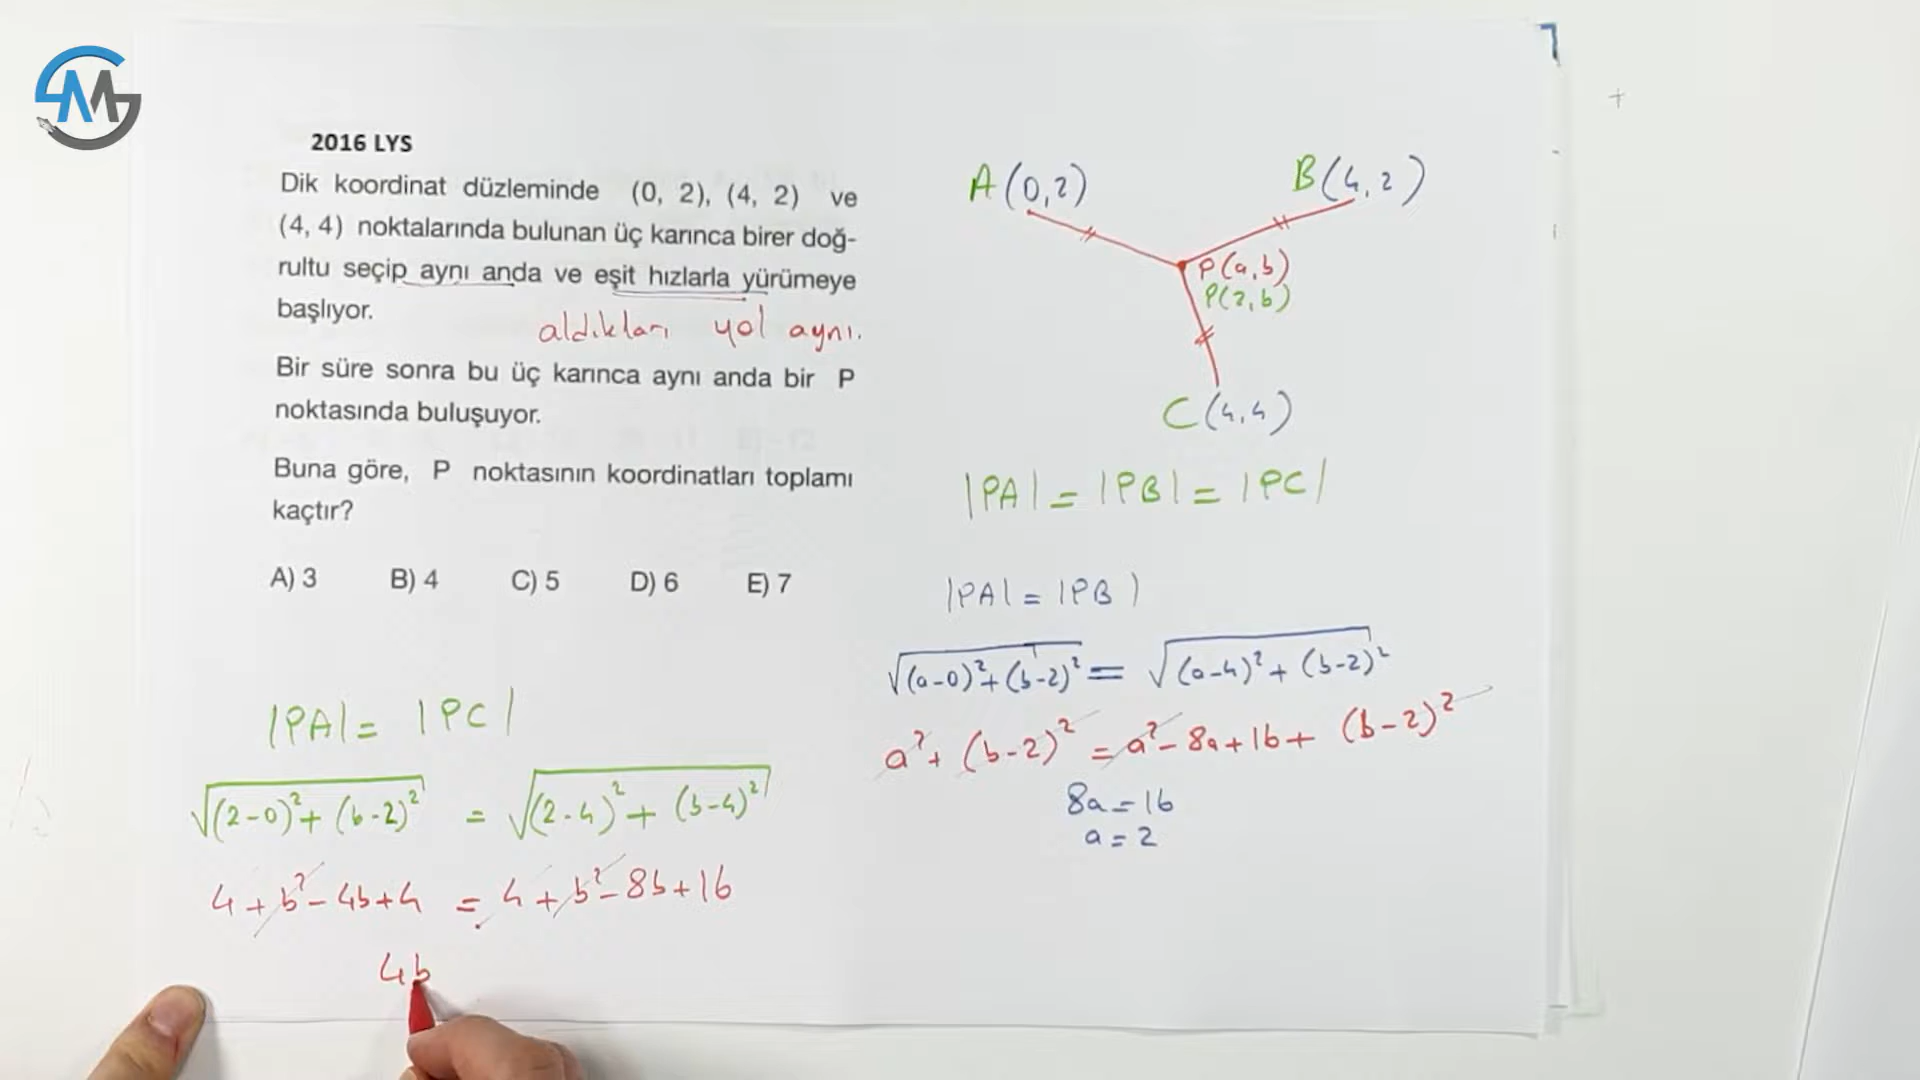 2016 LYS
Dik koordinat düzleminde (0, 2), (4, 2) ve
(4, 4) noktalarında bulunan üç karınca birer doğ-
rultu seçip aynı anda ve eşit hızlarla yürümeye
başlıyor.
aldıkları yol aynı.
Bir süre sonra bu üç karınca aynı anda bir P
noktasında buluşuyor.
Buna göre, P noktasının koordinatları toplamı
kaçtır?
A) 3 B) 4 C) 5 D) 6 E) 7
|PA| = |PC|
√(2-0)²+(b-2)² = √(2-4)²+(b-4)²
4+b²-4b+4 = 4+b²-8b+16
4b
A(0,2) B(4,2)
P(a,b)
P(2,b)
C(4,4)
|PA| = |PB| = |PC|
|PA| = |PB|
√(a-0)²+(b-2)² = √(a-4)²+(b-2)²
a²+(b-2)² = a²-8a+16+(b-2)²
8a=16
a=2